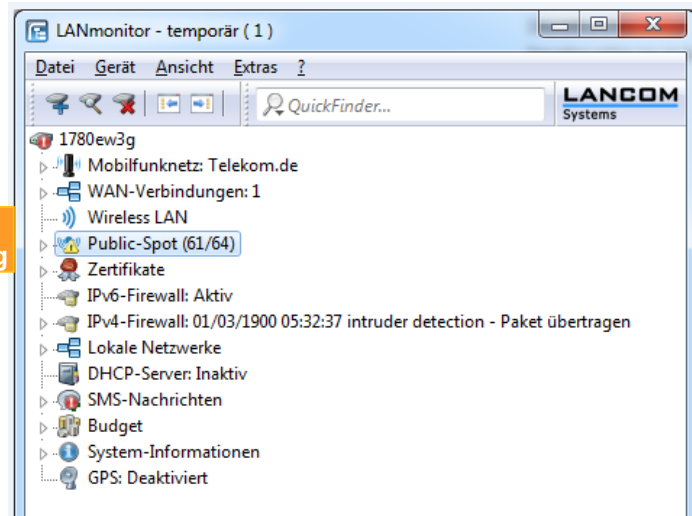 LANmonitor - temporär ( 1 )
Datei Gerät Ansicht Extras ?
QuickFinder...
LANCOM
Systems
1780ew3g
Mobilfunknetz: Telekom.de
WAN-Verbindungen: 1
Wireless LAN
Public-Spot (61/64)
g
Zertifikate
IPv6-Firewall: Aktiv
IPv4-Firewall: 01/03/1900 05:32:37 intruder detection - Paket übertragen
Lokale Netzwerke
DHCP-Server: Inaktiv
SMS-Nachrichten
Budget
System-Informationen
GPS: Deaktiviert